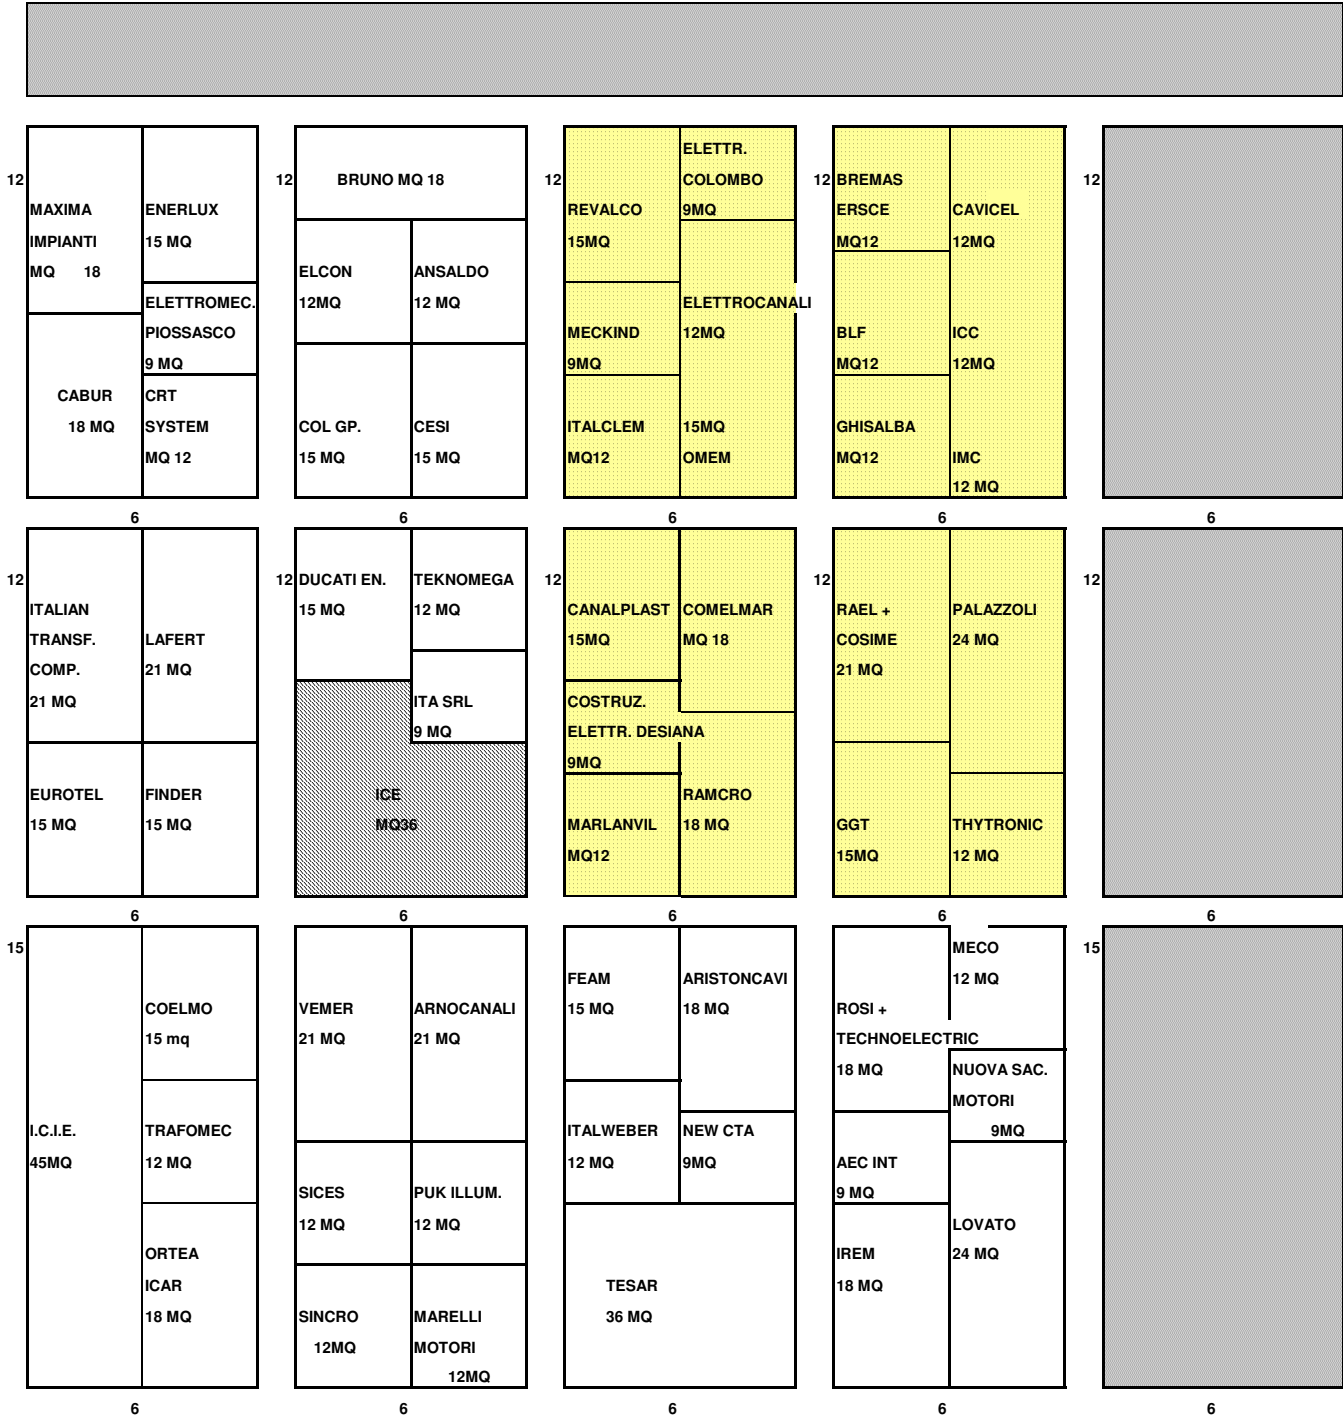 12
MAXIMA
IMPIANTI
MQ 18
ENERLUX
15 MQ
ELETTROMEC.
PIOSSASCO
9 MQ
CABUR
18 MQ
CRT
SYSTEM
MQ 12
6
12
BRUNO MQ 18
ELCON
12MQ
ANSALDO
12 MQ
COL GP.
15 MQ
CESI
15 MQ
6
12
REVALCO
15MQ
ELETTR.
COLOMBO
9MQ
MECKIND
9MQ
ELETTROCANALI
12MQ
ITALCLEM
MQ12
15MQ
OMEM
6
12
BREMAS
ERSCE
MQ12
CAVICEL
12MQ
BLF
MQ12
ICC
12MQ
GHISALBA
MQ12
IMC
12 MQ
6
12
6
12
ITALIAN
TRANSF.
COMP.
21 MQ
LAFERT
21 MQ
EUROTEL
15 MQ
FINDER
15 MQ
6
12
DUCATI EN.
15 MQ
TEKNOMEGA
12 MQ
ITA SRL
9 MQ
ICE
MQ36
6
12
CANALPLAST
15MQ
COMELMAR
MQ 18
COSTRUZ.
ELETTR. DESIANA
9MQ
MARLANVIL
MQ12
RAMCRO
18 MQ
6
12
RAEL +
COSIME
21 MQ
PALAZZOLI
24 MQ
GGT
15MQ
THYTRONIC
12 MQ
6
12
6
15
I.C.I.E.
45MQ
COELMO
15 mq
TRAFOMEC
12 MQ
ORTEA
ICAR
18 MQ
6
VEMER
21 MQ
ARNOCANALI
21 MQ
SICES
12 MQ
PUK ILLUM.
12 MQ
SINCRO
12MQ
MARELLI
MOTORI
12MQ
6
FEAM
15 MQ
ARISTONCAVI
18 MQ
ITALWEBER
12 MQ
NEW CTA
9MQ
TESAR
36 MQ
6
MECO
12 MQ
ROSI +
TECHNOELECTRIC
18 MQ
NUOVA SAC.
MOTORI
9MQ
AEC INT
9 MQ
LOVATO
24 MQ
IREM
18 MQ
6
15
6